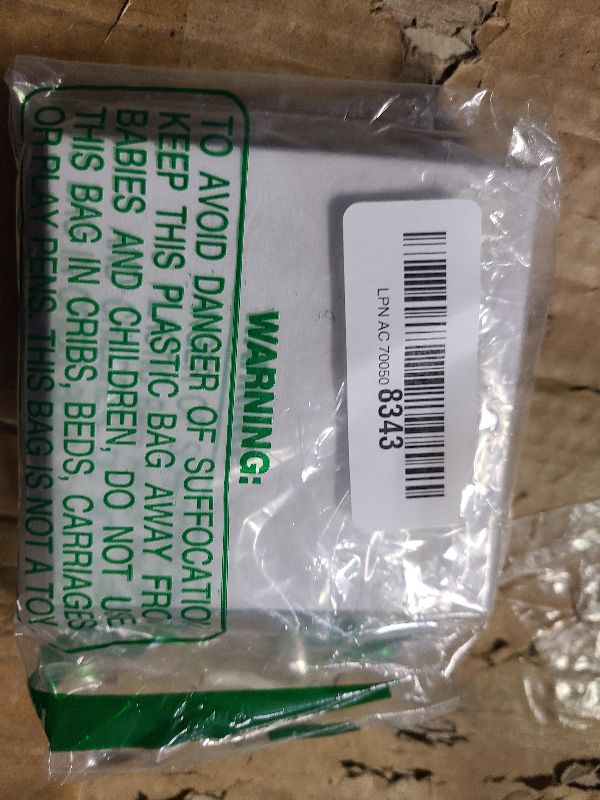 WARNING:
TO AVOID DANGER OF SUFFOCATIO
KEEP THIS PLASTIC BAG AWAY FRO
BABIES AND CHILDREN, DO NOT USE
THIS BAG IN CRIBS, BEDS, CARRIAGES
OR PLAY PENS. THIS BAG IS NOT A TOY
LPN AC 70050 8343